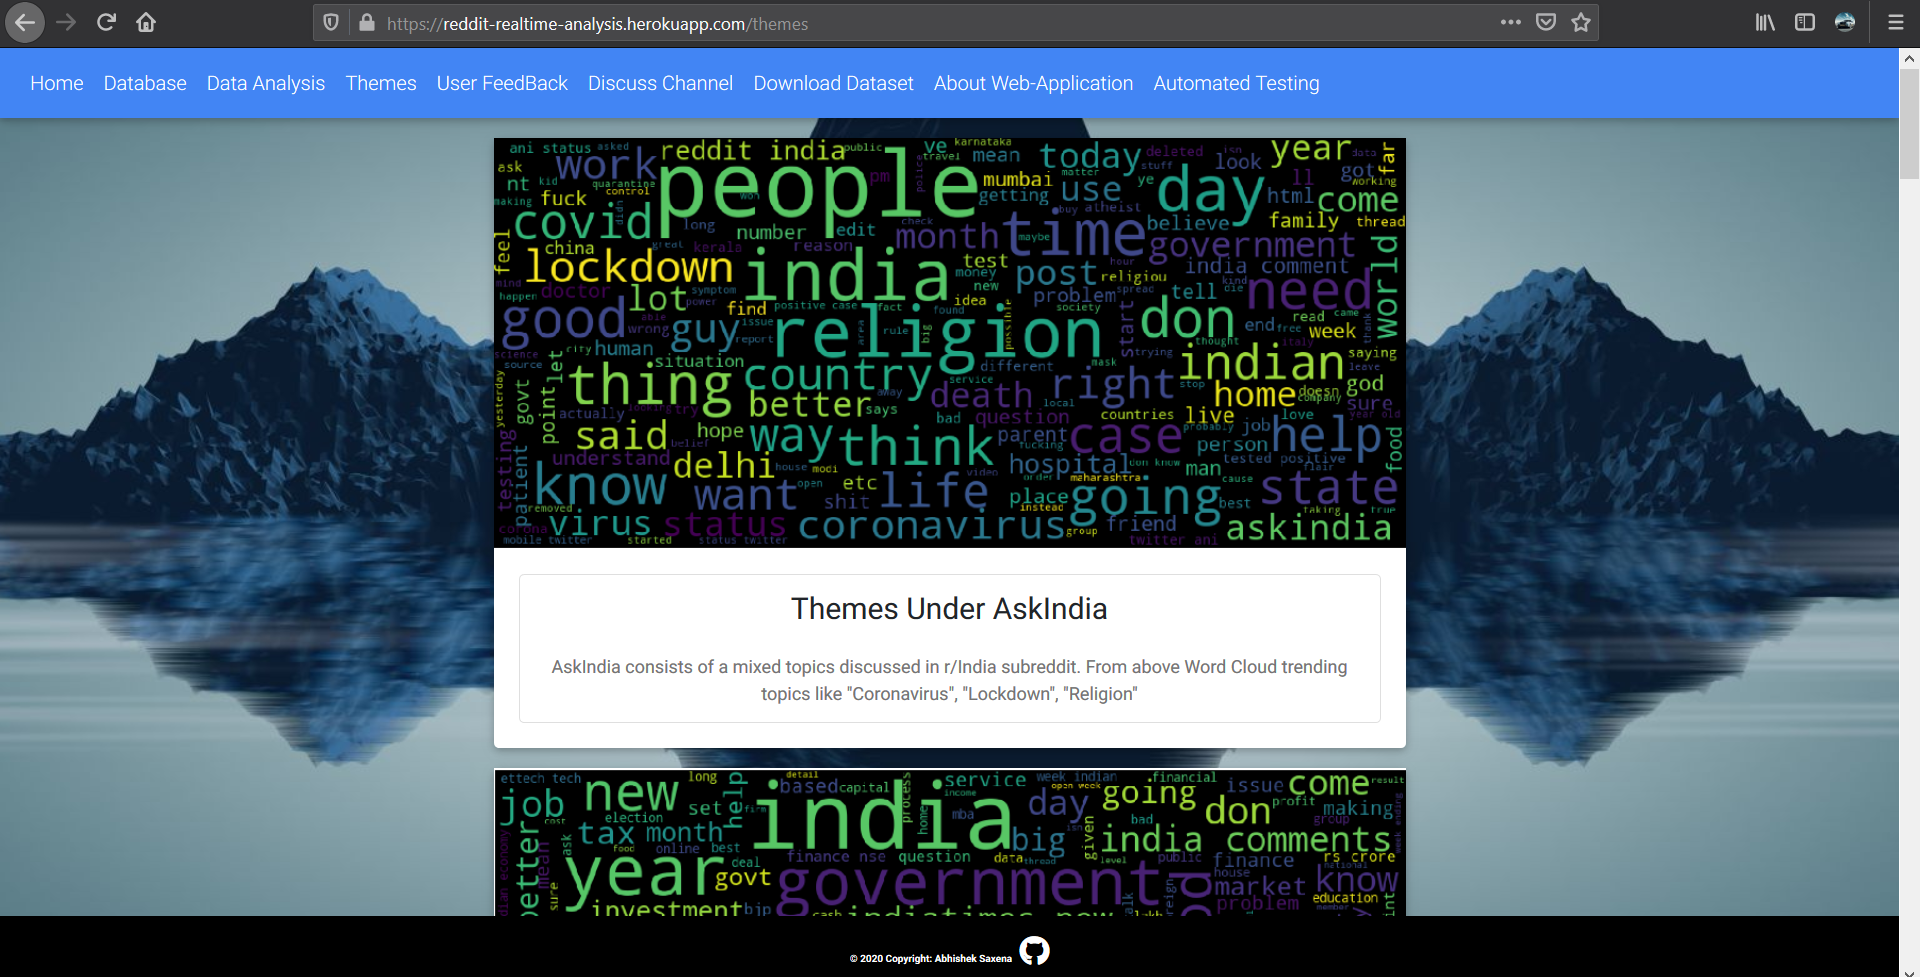 https://reddit-realtime-analysis.herokuapp.com/themes
Home Database Data Analysis Themes User FeedBack Discuss Channel Download Dataset About Web-Application Automated Testing
ani status asked reddit india public ve karnataka today deleted isn year data far
ask work people travel mean stuff look got working
nt kid quarantine pm police mumbai matter use ye day ll html come
making fuck control won getting buy atheist family thread
covid didn long number edit check month maybe time believe government world
feel china great kerala reason test hour india comment
lockdown india money post religiou kind need
mind doctor symptom new problem spread tell die
happen lot power find positive case fact found idea society don read came
good able wrong guy issue religion area rule big possible start end free week thank
science city human report situation different mask trying thought italy indian saying
source let thing country service away death right stop home doesn company god leave
yesterday govt point actually looking try better says local countries live love sure year old
said hope way bad question think parent case probably job help food
testing understand belief delhi fucking person tested positive
patient know house modi etc video hospital don know man flair
want open shit life order maharashtra going cause state
removed place instead best taking true
corona virus status coronavirus group friend askindia
mobile twitter started status twitter twitter ani
Themes Under AskIndia
AskIndia consists of a mixed topics discussed in r/India subreddit. From above Word Cloud trending
topics like "Coronavirus", "Lockdown", "Religion"
ettech tech new long detail process service week indian financial issue come result
job set help based capital india income open week day going profit making
cost election firm home mba isn don group
better tax month big given bad india comments
ask food online best finance nse question data thread level public finance rs crore
indian economy mean year deal govt government house national market know
sure investment bjp cash indiatimes new lakh talk foreign problem education member
© 2020 Copyright: Abhishek Saxena